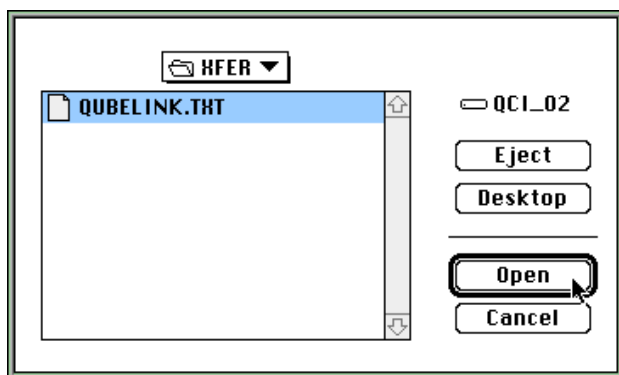 XFER
QUBELINK.TXT
QCI_02
Eject
Desktop
Open
Cancel